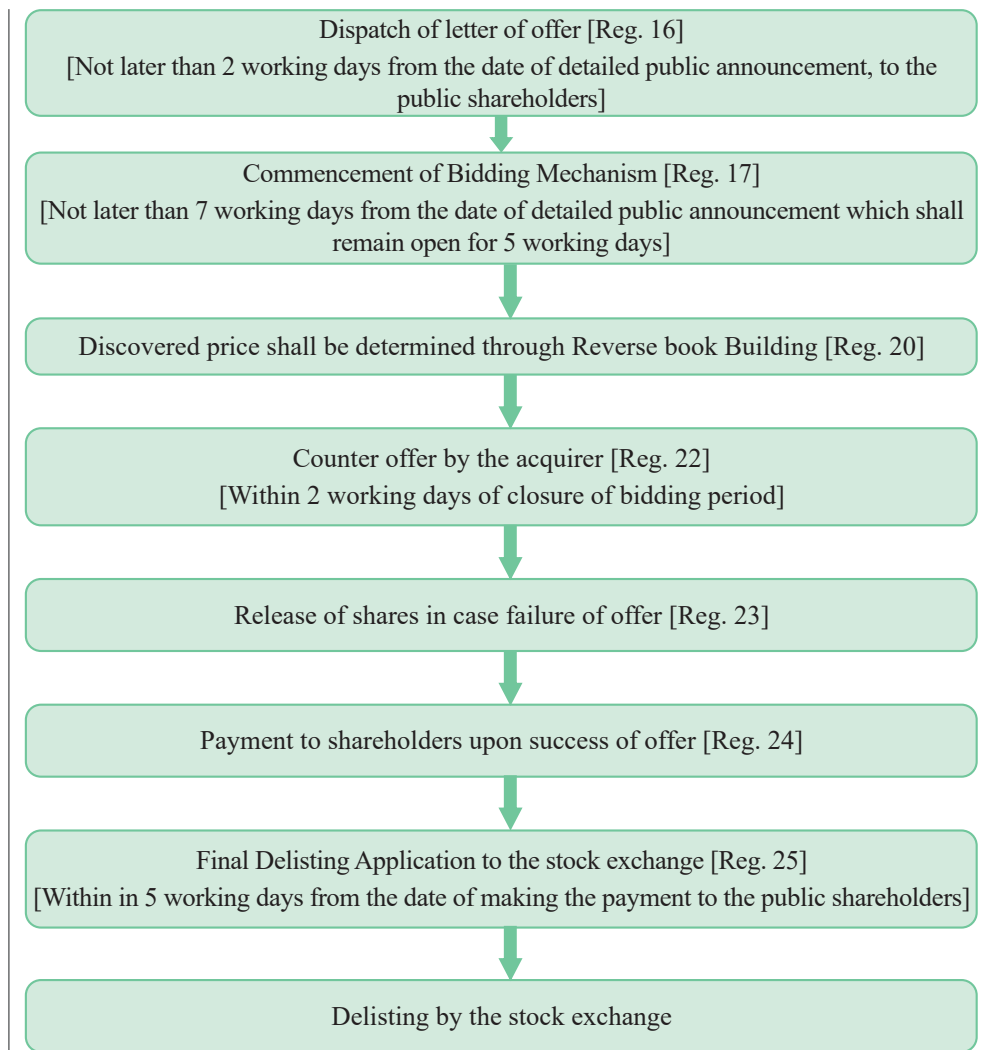 Dispatch of letter of offer [Reg. 16]
[Not later than 2 working days from the date of detailed public announcement, to the
public shareholders]
Commencement of Bidding Mechanism [Reg. 17]
[Not later than 7 working days from the date of detailed public announcement which shall
remain open for 5 working days]
Discovered price shall be determined through Reverse book Building [Reg. 20]
Counter offer by the acquirer [Reg. 22]
[Within 2 working days of closure of bidding period]
Release of shares in case failure of offer [Reg. 23]
Payment to shareholders upon success of offer [Reg. 24]
Final Delisting Application to the stock exchange [Reg. 25]
[Within in 5 working days from the date of making the payment to the public shareholders]
Delisting by the stock exchange